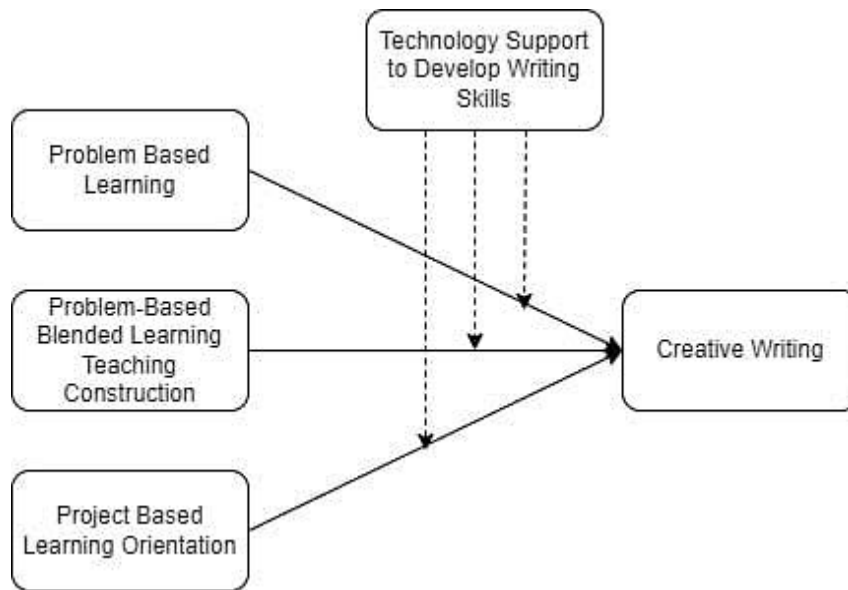 Technology Support
to Develop Writing
Skills
Problem Based
Learning
Problem-Based
Blended Learning
Teaching
Construction
Creative Writing
Project Based
Learning Orientation